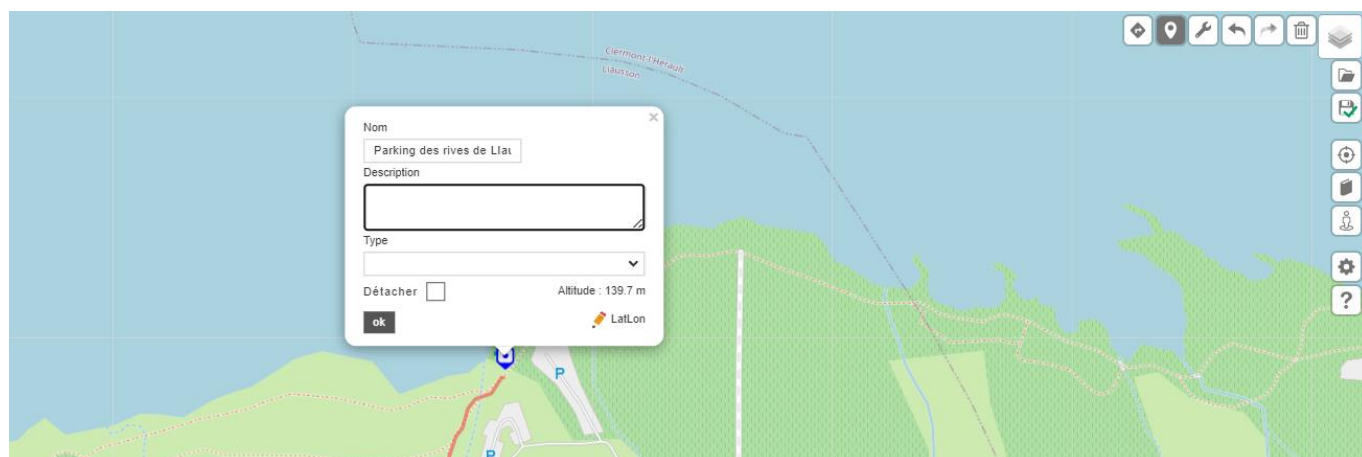 Clermont-l'Hérault
Liausson
×
Nom
Parking des rives de Llau
Description
Type
Détacher
Altitude : 139.7 m
ok
LatLon
P
P
?